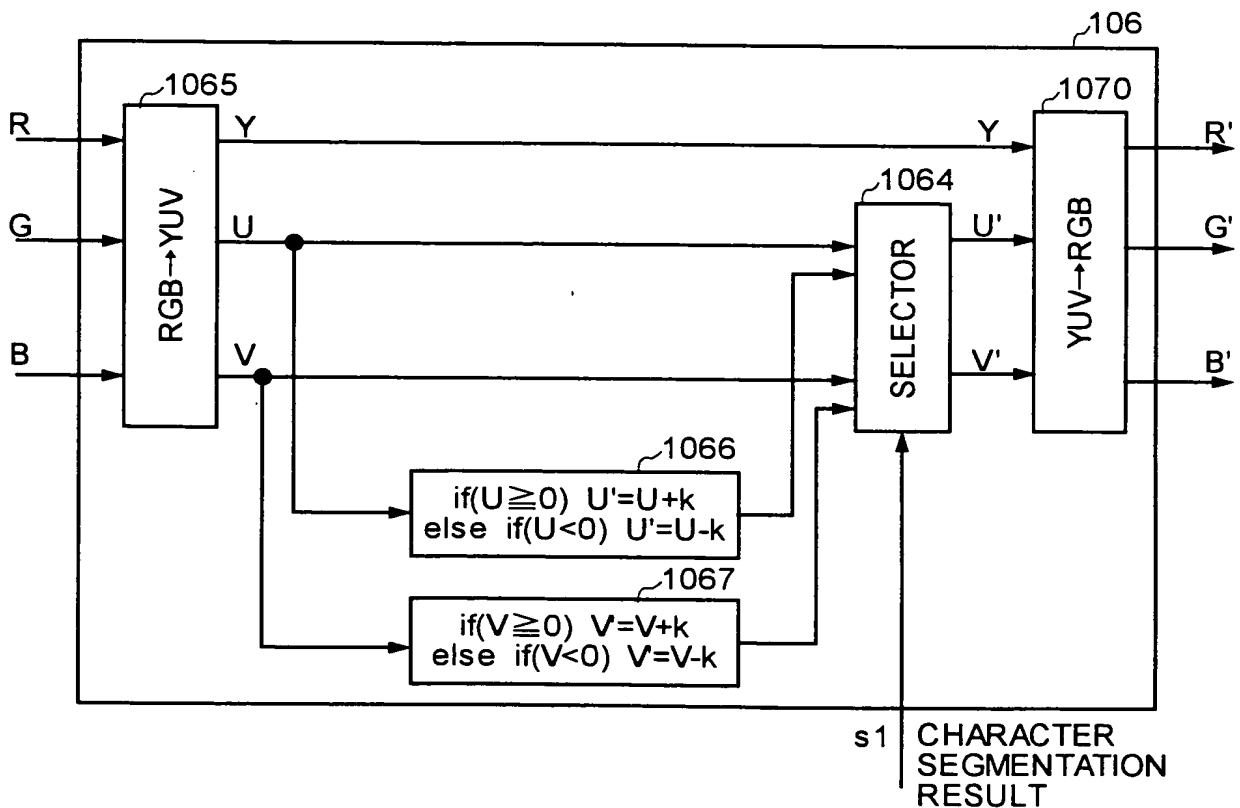 106
1065
1070
R
Y
Y
R'
1064
G
U
U'
G'
RGB→YUV
SELECTOR
YUV→RGB
B
V
V'
B'
1066
if(U≧0) U'=U+k
else if(U<0) U'=U-k
1067
if(V≧0) V'=V+k
else if(V<0) V'=V-k
s1
CHARACTER
SEGMENTATION
RESULT